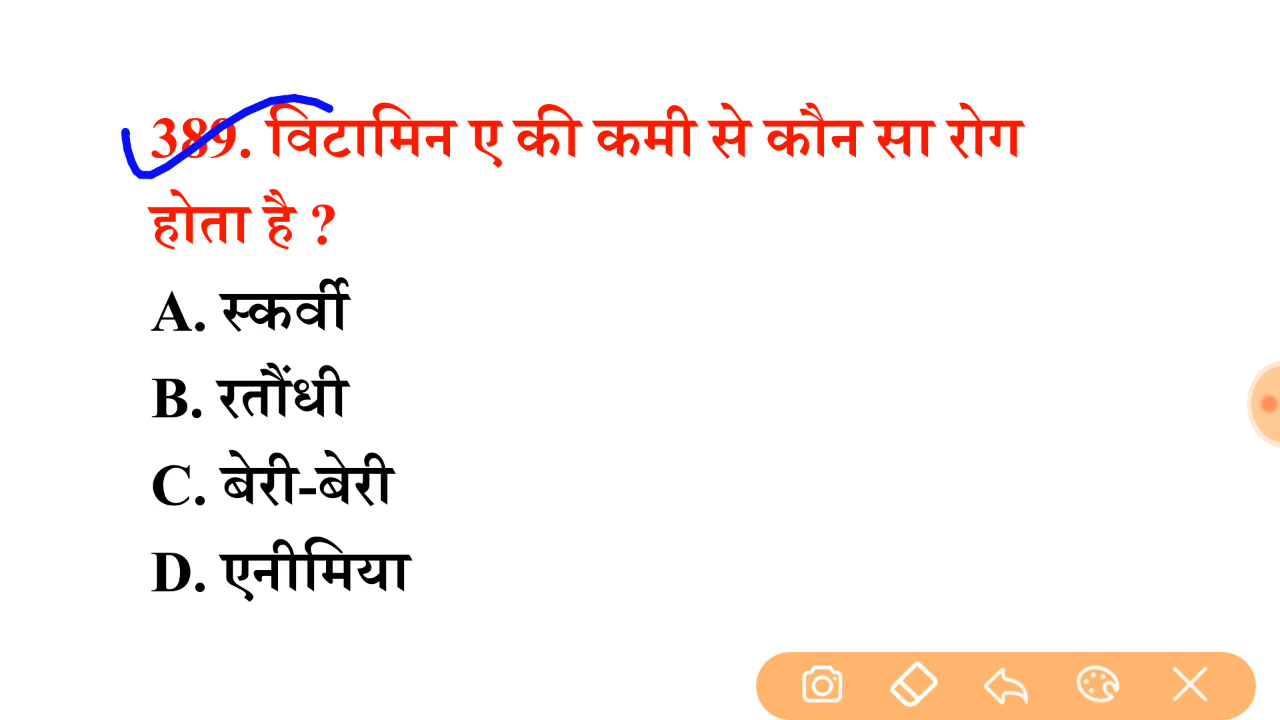 389. विटामिन ए की कमी से कौन सा रोग
होता है ?
A. स्कर्वी
B. रतौंधी
C. बेरी-बेरी
D. एनीमिया